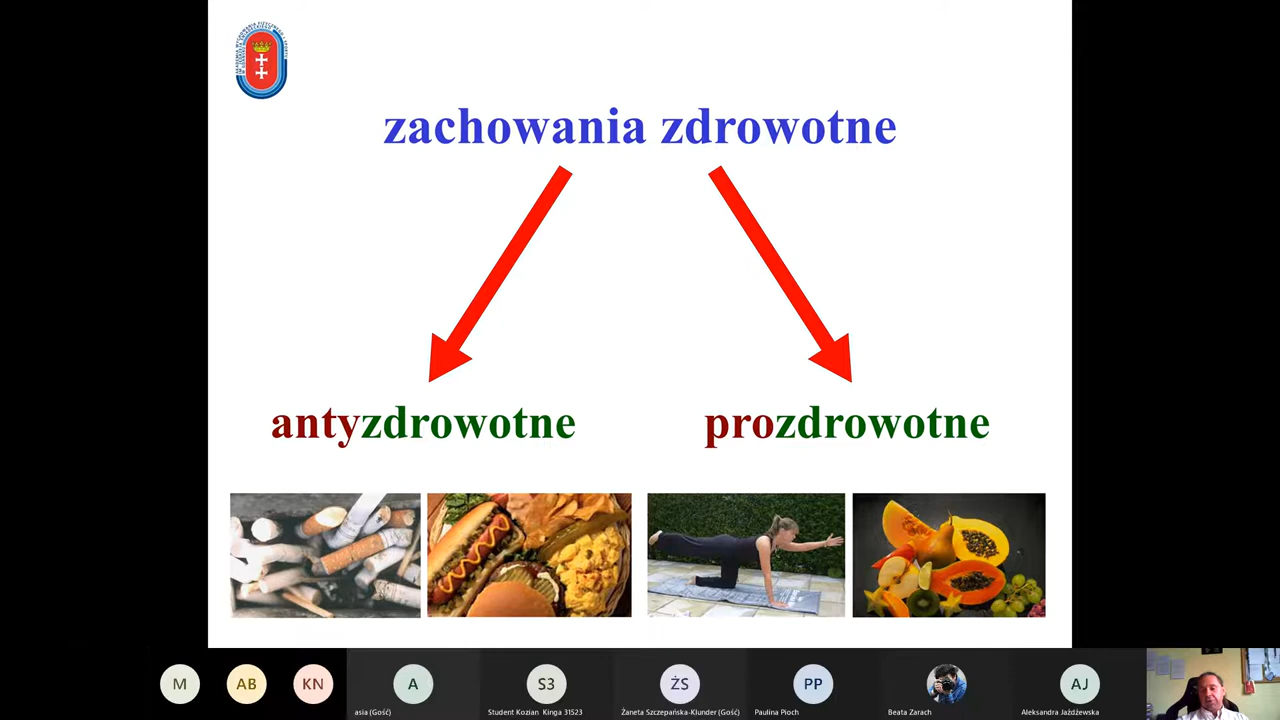 zachowania zdrowotne
antyzdrowotne
prozdrowotne
M
AB
KN
A
S3
ŻS
PP
AJ
asia (Gość)
Student Kozian Kinga 31523
Żaneta Szczepańska-Klunder (Gość)
Paulina Pioch
Beata Zarach
Aleksandra Jażdżewska